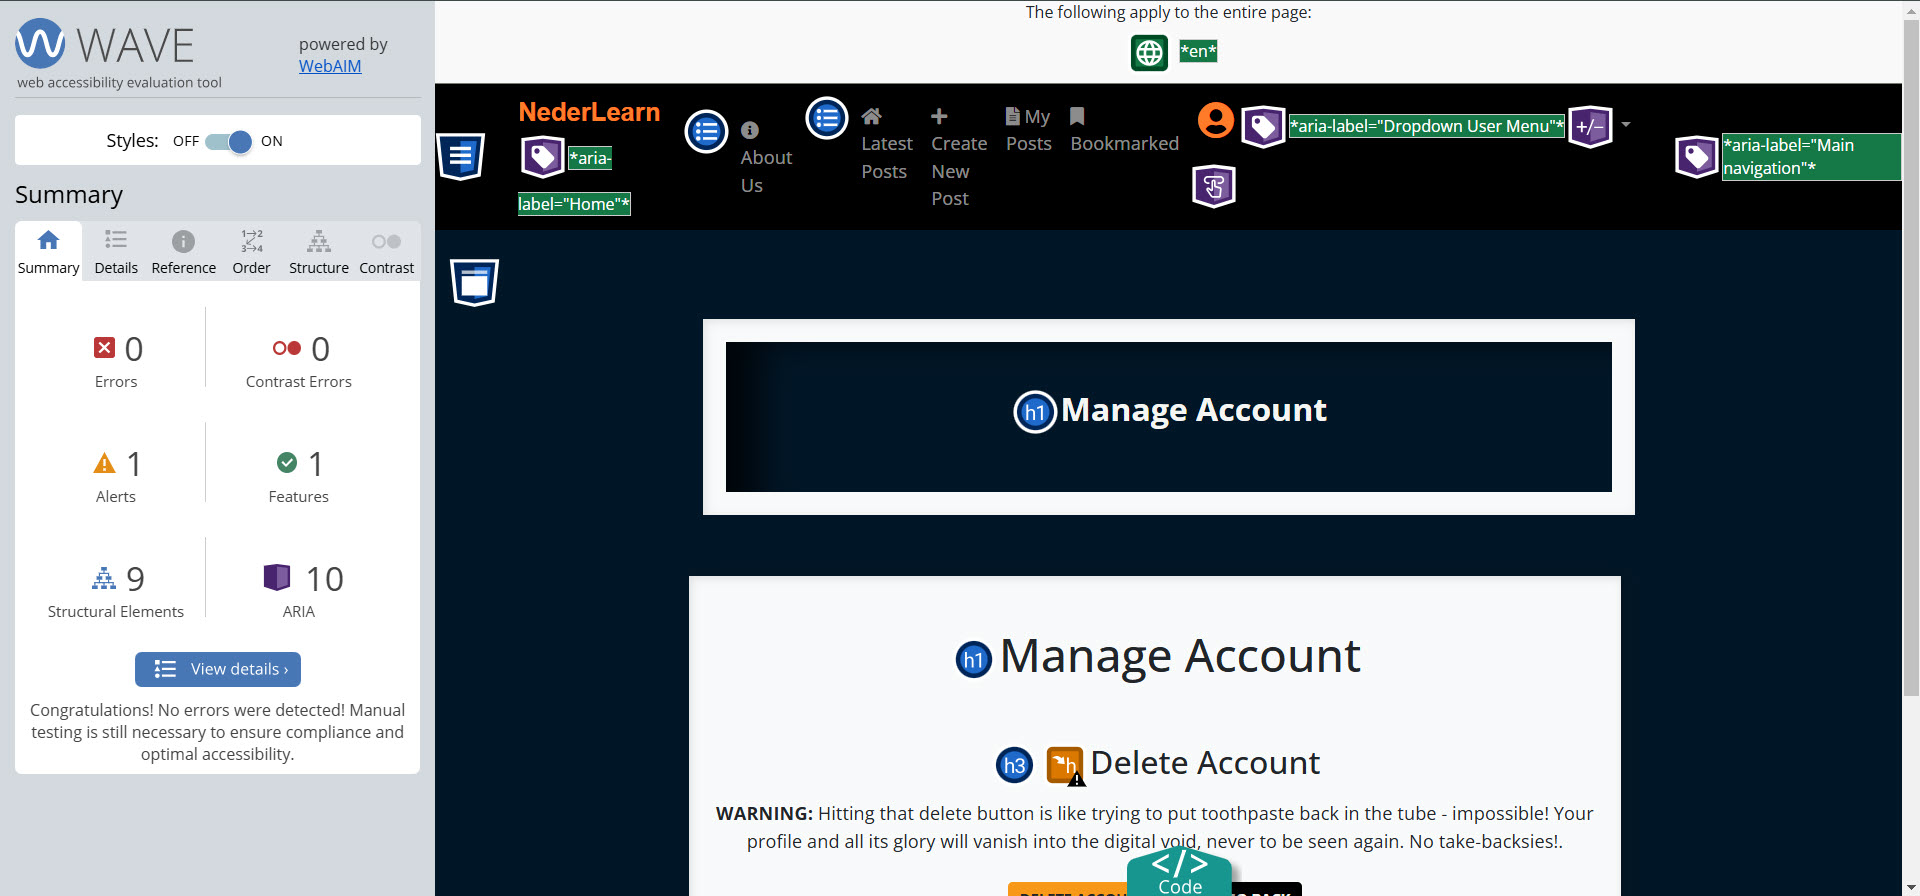 WAVE
web accessibility evaluation tool
powered by
WebAIM
Styles: OFF ON
Summary
Summary Details Reference Order Structure Contrast
0
Errors
0
Contrast Errors
1
Alerts
1
Features
9
Structural Elements
10
ARIA
View details ›
Congratulations! No errors were detected! Manual
testing is still necessary to ensure compliance and
optimal accessibility.
The following apply to the entire page:
*en*
NederLearn
*aria-
label="Home"*
About
Us
Latest
Posts
Create
New
Post
My
Posts
Bookmarked
*aria-label="Dropdown User Menu"*
+/−
*aria-label="Main
navigation"*
h1 Manage Account
h1 Manage Account
h3 h Delete Account
WARNING: Hitting that delete button is like trying to put toothpaste back in the tube - impossible! Your
profile and all its glory will vanish into the digital void, never to be seen again. No take-backsies!.
</>
Code